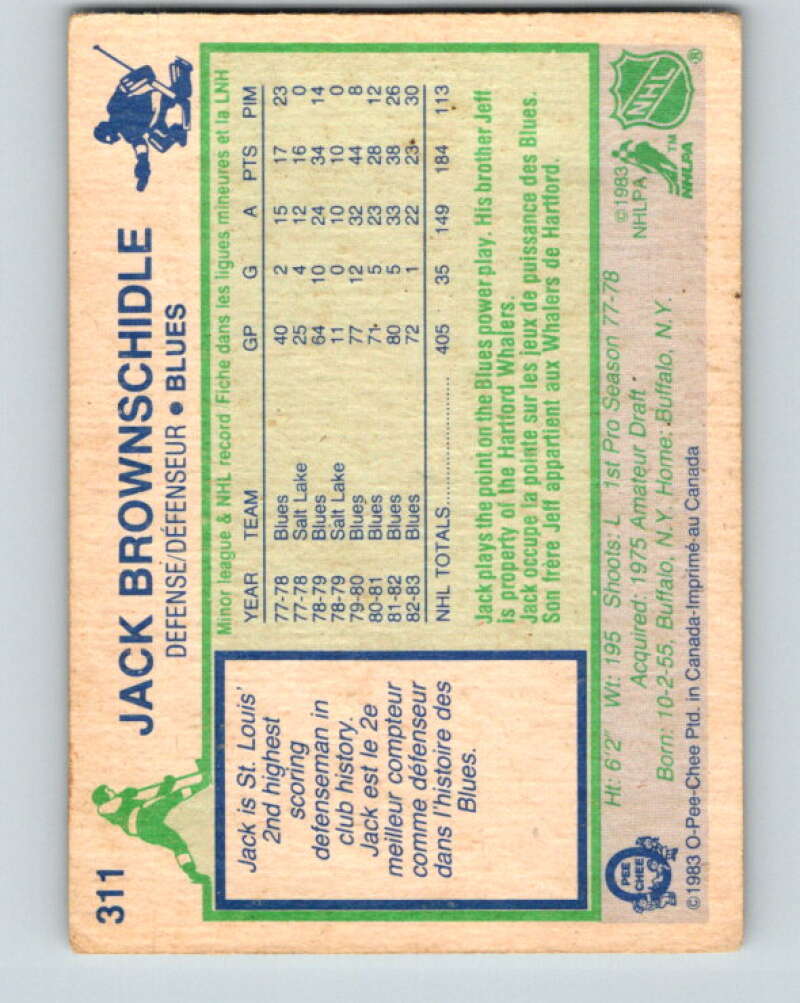 311
JACK BROWNSCHIDLE
DEFENSE/DÉFENSEUR • BLUES
Jack is St. Louis'
2nd highest
scoring
defenseman in
club history.
Jack est le 2e
meilleur compteur
comme défenseur
dans l'histoire des
Blues.
Minor league & NHL record Fiche dans les ligues mineures et la LNH
YEAR TEAM GP G A PTS PIM
77-78 Blues 40 2 15 17 23
77-78 Salt Lake 25 4 12 16 0
78-79 Blues 64 10 24 34 14
78-79 Salt Lake 11 0 10 10 0
79-80 Blues 77 12 32 44 8
80-81 Blues 71 5 23 28 12
81-82 Blues 80 5 33 38 26
82-83 Blues 72 1 22 23 30
NHL TOTALS.......................... 405 35 149 184 113
Jack plays the point on the Blues power play. His brother Jeff
is property of the Hartford Whalers.
Jack occupe la pointe sur les jeux de puissance des Blues.
Son frère Jeff appartient aux Whalers de Hartford.
Ht: 6'2" Wt: 195 Shoots: L 1st Pro Season 77-78
Acquired: 1975 Amateur Draft
Born: 10-2-55, Buffalo, N.Y. Home: Buffalo, N.Y.
©1983
NHLPA
NHL ®
TM
NHLPA
O
PEE
CHEE
©1983 O-Pee-Chee Ptd. in Canada-Imprimé au Canada